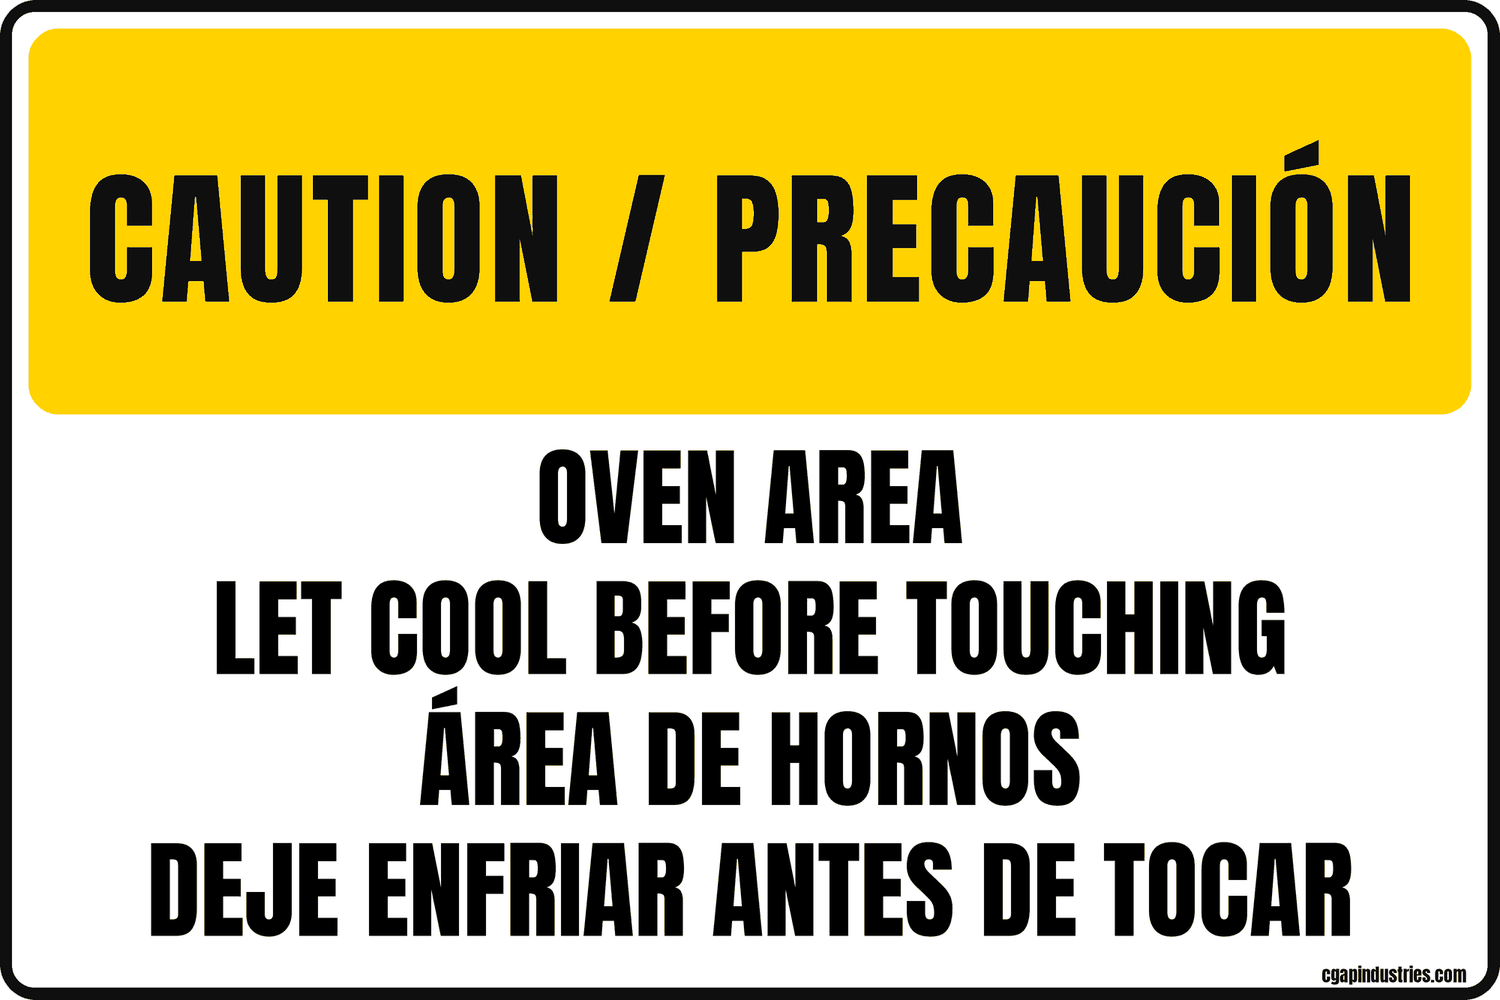 CAUTION / PRECAUCIÓN
OVEN AREA
LET COOL BEFORE TOUCHING
ÁREA DE HORNOS
DEJE ENFRIAR ANTES DE TOCAR
cgapindustries.com